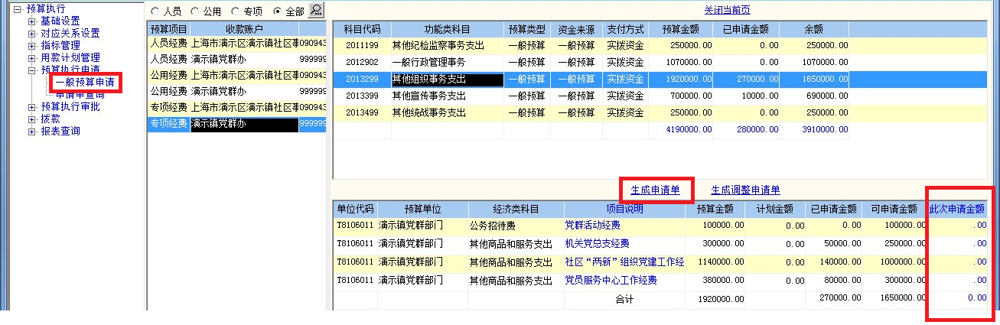 预算执行
基础设置
对应关系设置
指标管理
用款计划管理
预算执行申请
一般预算申请
申请单查询
预算执行审批
拨款
报表查询
人员 公用 专项 全部
预算项目 收款账户
人员经费 上海市演示区演示镇社区事 090943
人员经费 演示镇党群办 999999
公用经费 上海市演示区演示镇社区事 090943
公用经费 演示镇党群办 999999
专项经费 上海市演示区演示镇社区事 090943
专项经费 演示镇党群办 999999
关闭当前页
科目代码 功能类科目 预算类型 资金来源 支付方式 预算金额 已申请金额 余额
2011199 其他纪检监察事务支出 一般预算 一般预算 实拨资金 250000.00 0.00 250000.00
2012902 一般行政管理事务 一般预算 一般预算 实拨资金 1070000.00 0.00 1070000.00
2013299 其他组织事务支出 一般预算 一般预算 实拨资金 1920000.00 270000.00 1650000.00
2013399 其他宣传事务支出 一般预算 一般预算 实拨资金 700000.00 10000.00 690000.00
2013499 其他统战事务支出 一般预算 一般预算 实拨资金 250000.00 0.00 250000.00
4190000.00 280000.00 3910000.00
生成申请单 生成调整申请单
单位代码 预算单位 经济类科目 项目说明 预算金额 计划金额 已申请金额 可申请金额 此次申请金额
T8106011 演示镇党群部门 公务招待费 党群活动经费 100000.00 0.00 0.00 100000.00 .00
T8106011 演示镇党群部门 其他商品和服务支出 机关党总支经费 300000.00 0.00 50000.00 250000.00 .00
T8106011 演示镇党群部门 其他商品和服务支出 社区“两新”组织党建工作经 1140000.00 0.00 140000.00 1000000.00 .00
T8106011 演示镇党群部门 其他商品和服务支出 党员服务中心工作经费 380000.00 0.00 80000.00 300000.00 .00
合计 1920000.00 270000.00 1650000.00 0.00